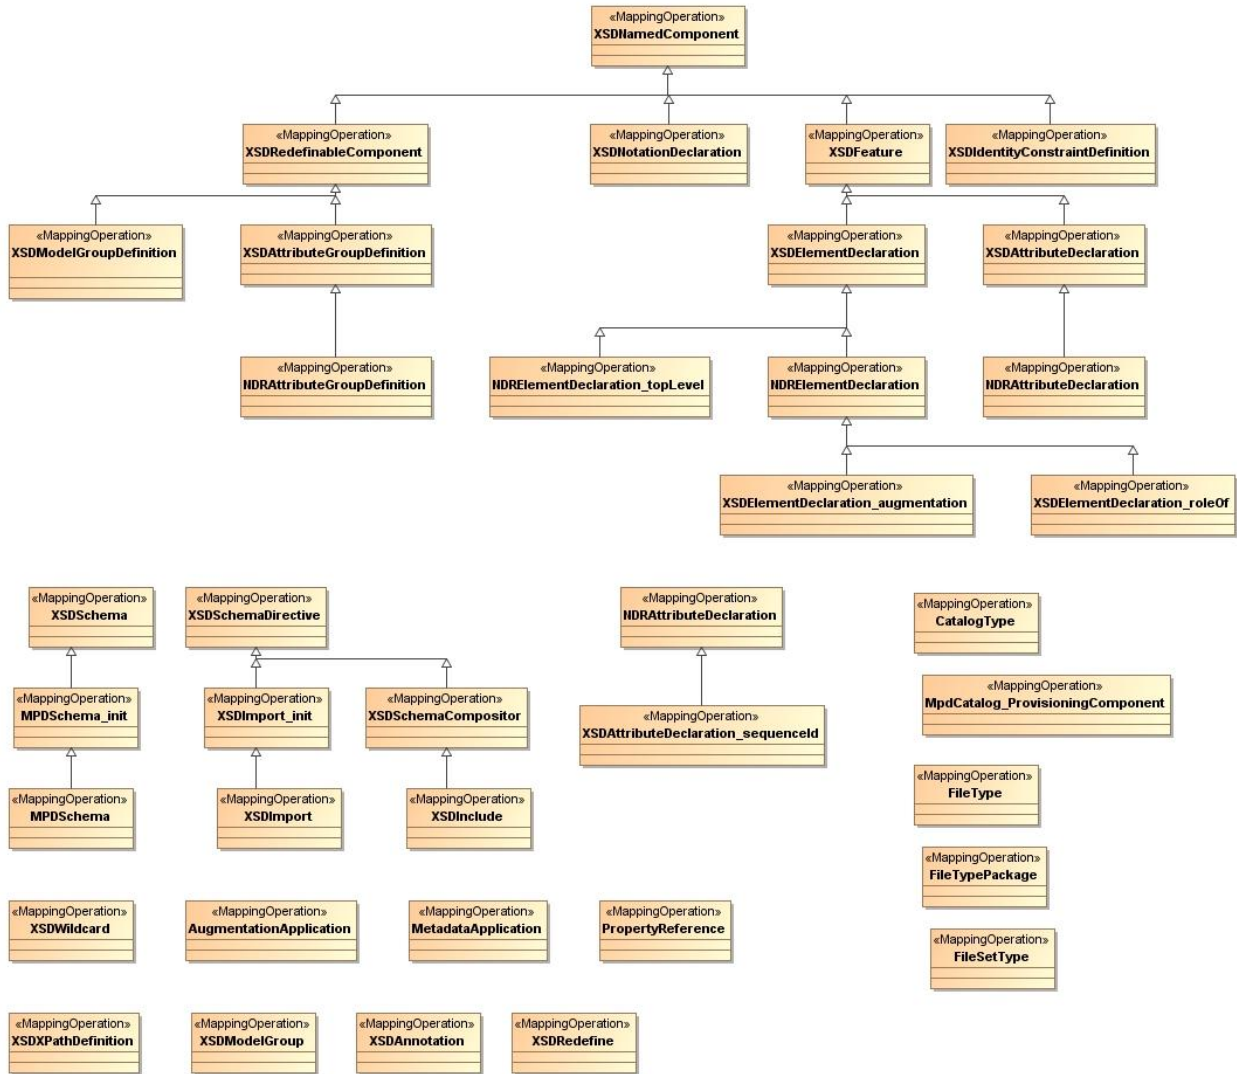 «MappingOperation»
XSDNamedComponent
«MappingOperation»
XSDRedefinableComponent
«MappingOperation»
XSDNotationDeclaration
«MappingOperation»
XSDFeature
«MappingOperation»
XSDIdentityConstraintDefinition
«MappingOperation»
XSDModelGroupDefinition
«MappingOperation»
XSDAttributeGroupDefinition
«MappingOperation»
XSDElementDeclaration
«MappingOperation»
XSDAttributeDeclaration
«MappingOperation»
NDRAttributeGroupDefinition
«MappingOperation»
NDRElementDeclaration_topLevel
«MappingOperation»
NDRElementDeclaration
«MappingOperation»
NDRAttributeDeclaration
«MappingOperation»
XSDElementDeclaration_augmentation
«MappingOperation»
XSDElementDeclaration_roleOf
«MappingOperation»
XSDSchema
«MappingOperation»
XSDSchemaDirective
«MappingOperation»
NDRAttributeDeclaration
«MappingOperation»
CatalogType
«MappingOperation»
MPDSchema_init
«MappingOperation»
XSDImport_init
«MappingOperation»
XSDSchemaCompositor
«MappingOperation»
XSDAttributeDeclaration_sequenceId
«MappingOperation»
MpdCatalog_ProvisioningComponent
«MappingOperation»
MPDSchema
«MappingOperation»
XSDImport
«MappingOperation»
XSDInclude
«MappingOperation»
FileType
«MappingOperation»
FileTypePackage
«MappingOperation»
XSDWildcard
«MappingOperation»
AugmentationApplication
«MappingOperation»
MetadataApplication
«MappingOperation»
PropertyReference
«MappingOperation»
FileSetType
«MappingOperation»
XSDXPathDefinition
«MappingOperation»
XSDModelGroup
«MappingOperation»
XSDAnnotation
«MappingOperation»
XSDRedefine